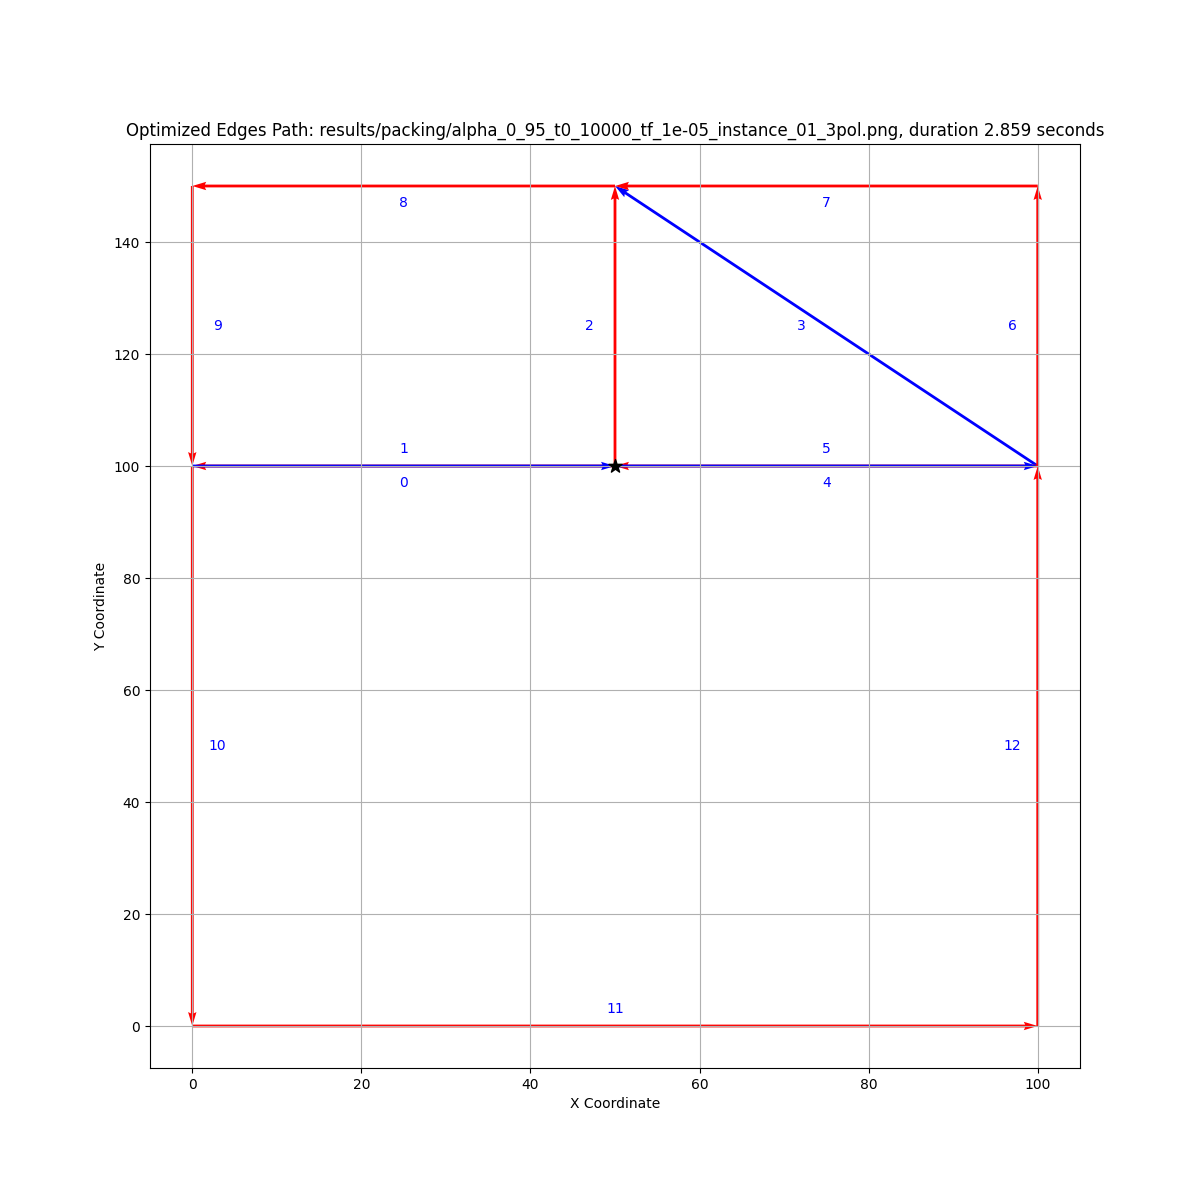 Optimized Edges Path: results/packing/alpha_0_95_t0_10000_tf_1e-05_instance_01_3pol.png, duration 2.859 seconds
8 7
140
9 2 3 6
120
1 5
100
0 4
80
Y Coordinate
60
10 12
40
20
11
0
0 20 40 60 80 100
X Coordinate